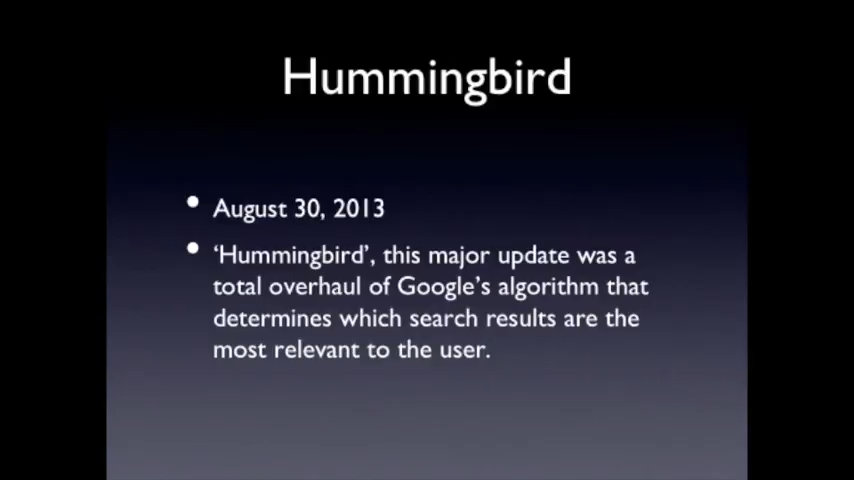 Hummingbird
• August 30, 2013
• ‘Hummingbird’, this major update was a
total overhaul of Google’s algorithm that
determines which search results are the
most relevant to the user.